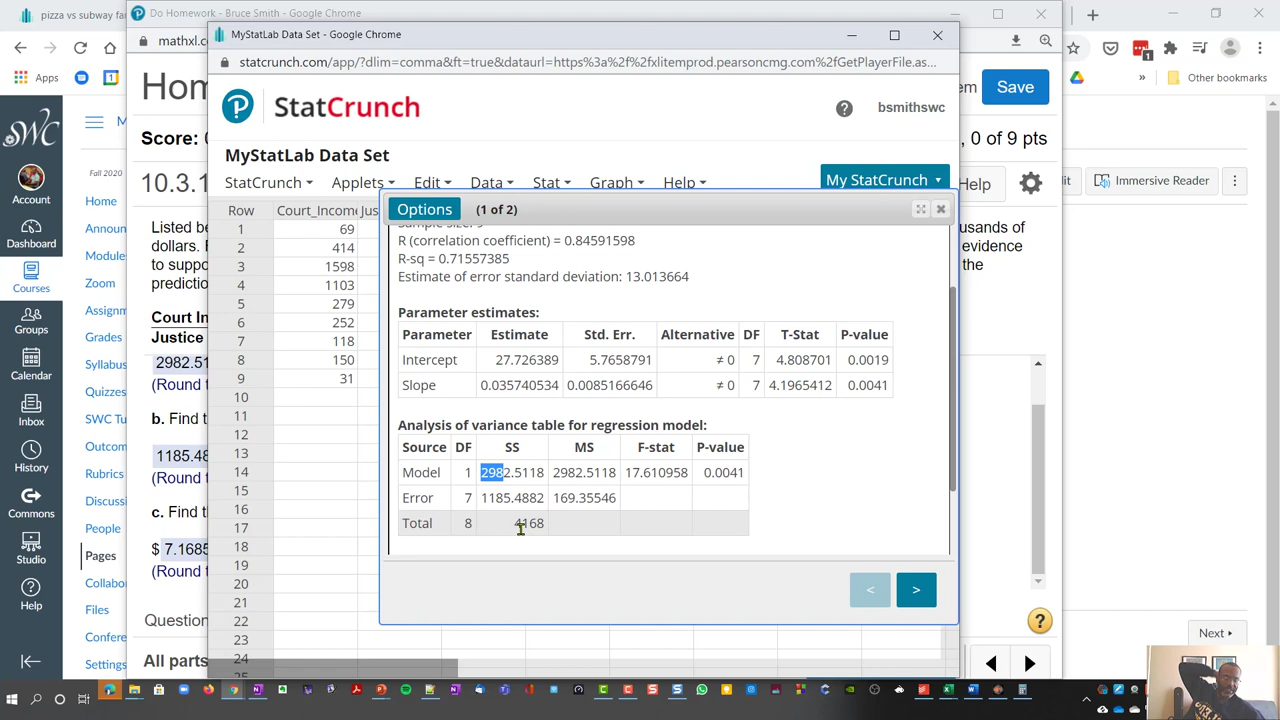 pizza vs subway far
Do Homework - Bruce Smith - Google Chrome
mathxl.c
MyStatLab Data Set - Google Chrome
statcrunch.com/app/?dlim=comma&ft=true&dataurl=https%3a%2f%2fxlitemprod.pearsoncmg.com%2fGetPlayerFile.as...
Apps
Other bookmarks
Hom
em
Save
StatCrunch
bsmithswc
Score: 0
, 0 of 9 pts
MyStatLab Data Set
My StatCrunch
10.3.1
Help
Immersive Reader
StatCrunch Applets Edit Data Stat Graph Help
SWC
Account
Dashboard
Courses
Groups
Calendar
Inbox
History
Commons
Studio
Help
Fall 2020
Home
Announ
Modules
Zoom
Assignm
Grades
Syllabus
Quizzes
SWC Tu
Outcom
Rubrics
People
Pages
Collabor
Files
Confere
Settings
Listed be
dollars. F
to suppo
prediction
usands of
evidence
the
Court In
Justice
2982.51
(Round t
b. Find t
1185.48
(Round t
c. Find t
$ 7.1685
(Round t
Question
All parts
Row Court_Income Jus
1 69
2 414
3 1598
4 1103
5 279
6 252
7 118
8 150
9 31
10
11
12
13
14
15
16
17
18
19
20
21
22
23
24
Options (1 of 2)
Sample size: 9
R (correlation coefficient) = 0.84591598
R-sq = 0.71557385
Estimate of error standard deviation: 13.013664
Parameter estimates:
Parameter Estimate Std. Err. Alternative DF T-Stat P-value
Intercept 27.726389 5.7658791 ≠ 0 7 4.808701 0.0019
Slope 0.035740534 0.0085166646 ≠ 0 7 4.1965412 0.0041
Analysis of variance table for regression model:
Source DF SS MS F-stat P-value
Model 1 2982.5118 2982.5118 17.610958 0.0041
Error 7 1185.4882 169.35546
Total 8 4168
< >
Next